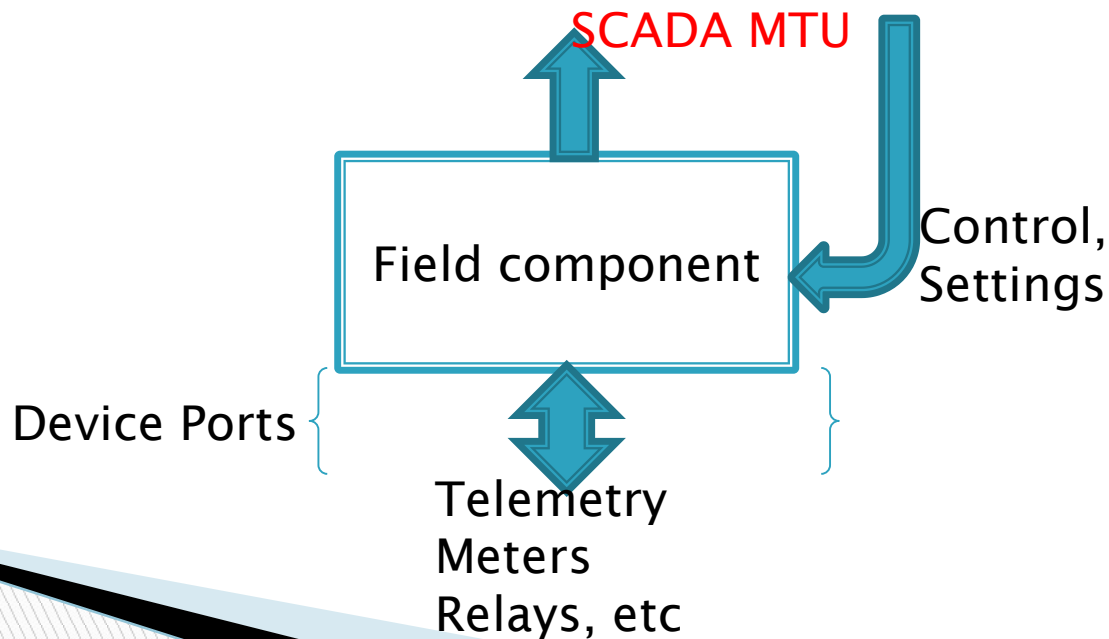 SCADA MTU
Control,
Settings
Field component
Device Ports
Telemetry
Meters
Relays, etc